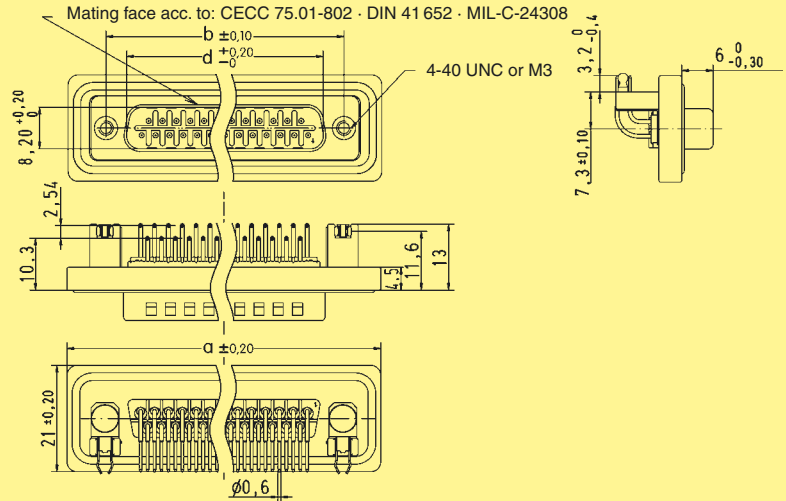 Mating face acc. to: CECC 75.01-802 · DIN 41 652 · MIL-C-24308
b ±0,10
d +0,20 -0
4-40 UNC or M3
8,20 +0,20 0
3,2 0 -0,4
6 0 -0,30
7,3 ±0,10
2,54
10,3
4,5
11,6
13
a ±0,20
21 ±0,20
ø0,6